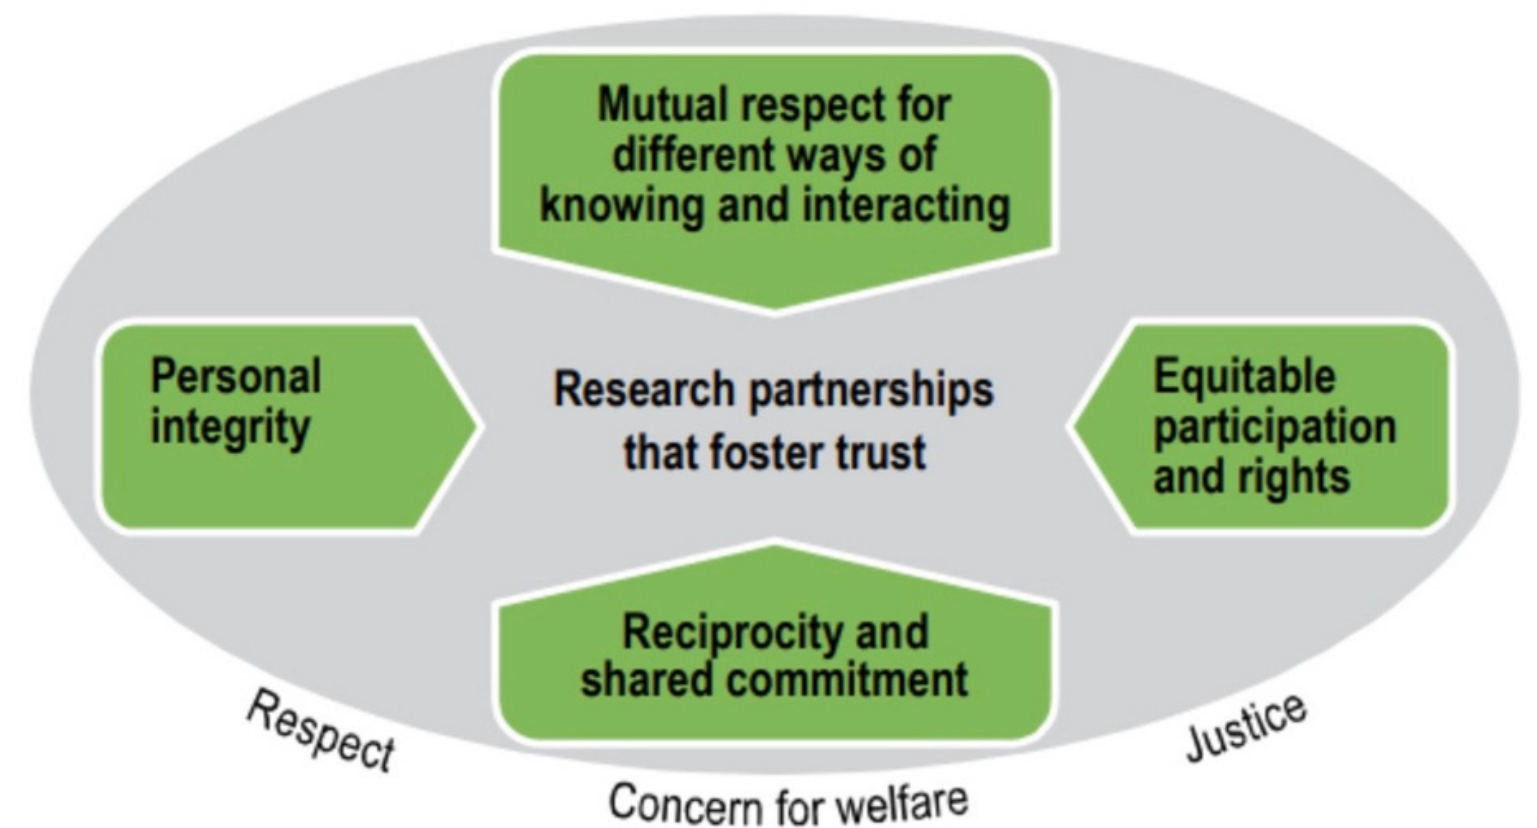 Mutual respect for
different ways of
knowing and interacting
Personal
integrity
Research partnerships
that foster trust
Equitable
participation
and rights
Reciprocity and
shared commitment
Respect
Concern for welfare
Justice